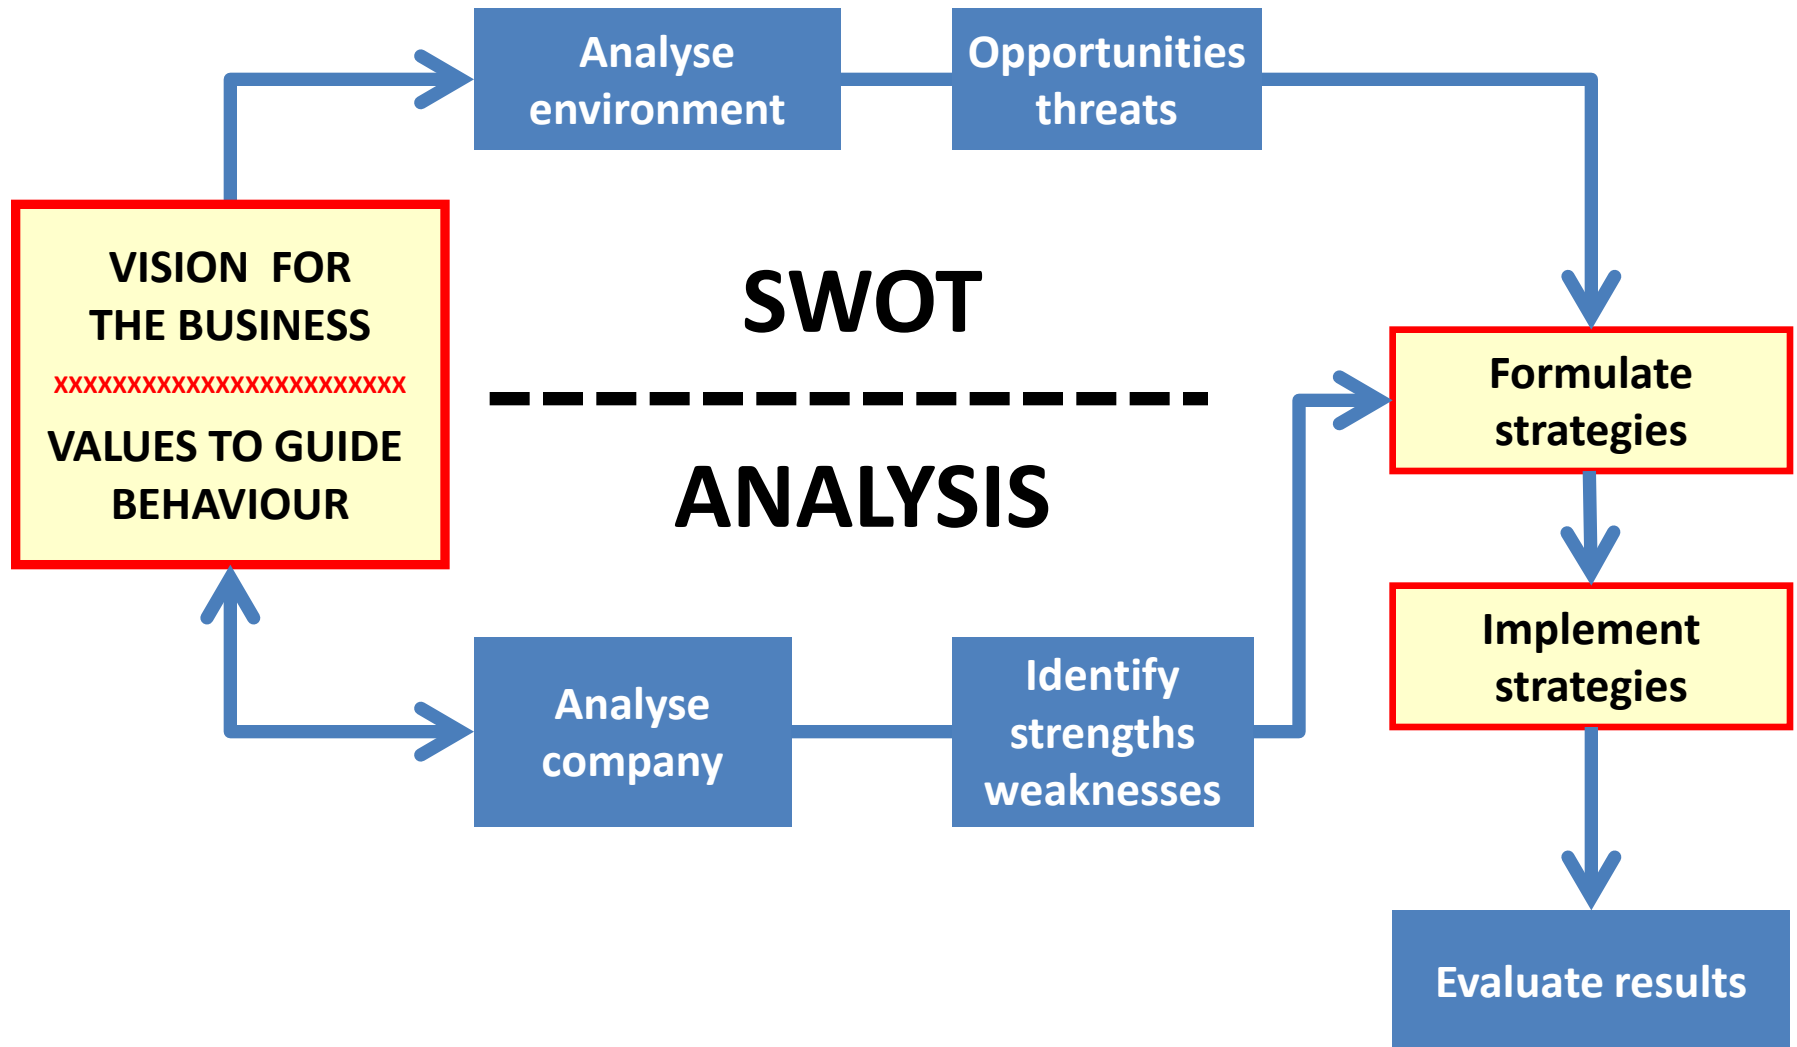 Analyse
environment
Opportunities
threats
VISION FOR
THE BUSINESS
xxxxxxxxxxxxxxxxxxxxxxxx
VALUES TO GUIDE
BEHAVIOUR
SWOT
ANALYSIS
Formulate
strategies
Implement
strategies
Analyse
company
Identify
strengths
weaknesses
Evaluate results